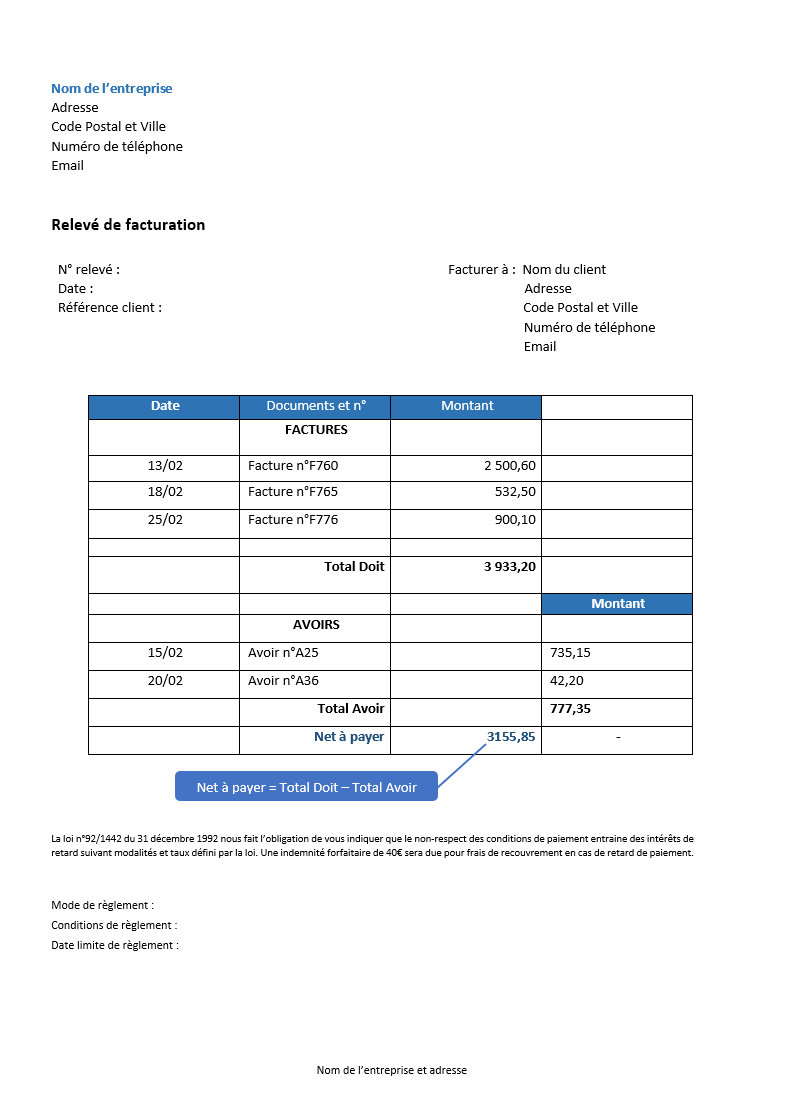 Nom de l’entreprise
Adresse
Code Postal et Ville
Numéro de téléphone
Email
Relevé de facturation
N° relevé :
Date :
Référence client :
Facturer à : Nom du client
Adresse
Code Postal et Ville
Numéro de téléphone
Email
Date Documents et n° Montant
FACTURES
13/02 Facture n°F760 2 500,60
18/02 Facture n°F765 532,50
25/02 Facture n°F776 900,10
Total Doit 3 933,20
Montant
AVOIRS
15/02 Avoir n°A25 735,15
20/02 Avoir n°A36 42,20
Total Avoir 777,35
Net à payer 3155,85 -
Net à payer = Total Doit – Total Avoir
La loi n°92/1442 du 31 décembre 1992 nous fait l’obligation de vous indiquer que le non-respect des conditions de paiement entraine des intérêts de
retard suivant modalités et taux défini par la loi. Une indemnité forfaitaire de 40€ sera due pour frais de recouvrement en cas de retard de paiement.
Mode de règlement :
Conditions de règlement :
Date limite de règlement :
Nom de l’entreprise et adresse